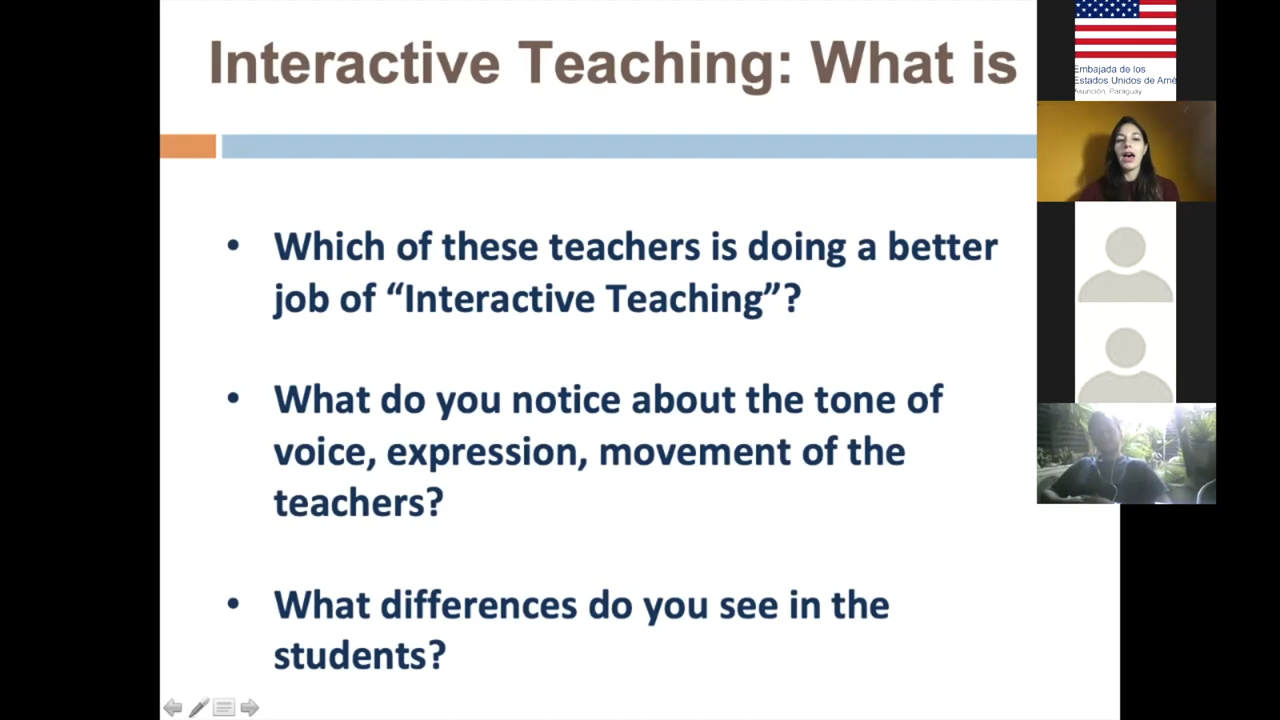 Interactive Teaching: What is
Which of these teachers is doing a better
job of “Interactive Teaching”?
What do you notice about the tone of
voice, expression, movement of the
teachers?
What differences do you see in the
students?
Embajada de los
Estados Unidos de Amé
Asunción, Paraguay